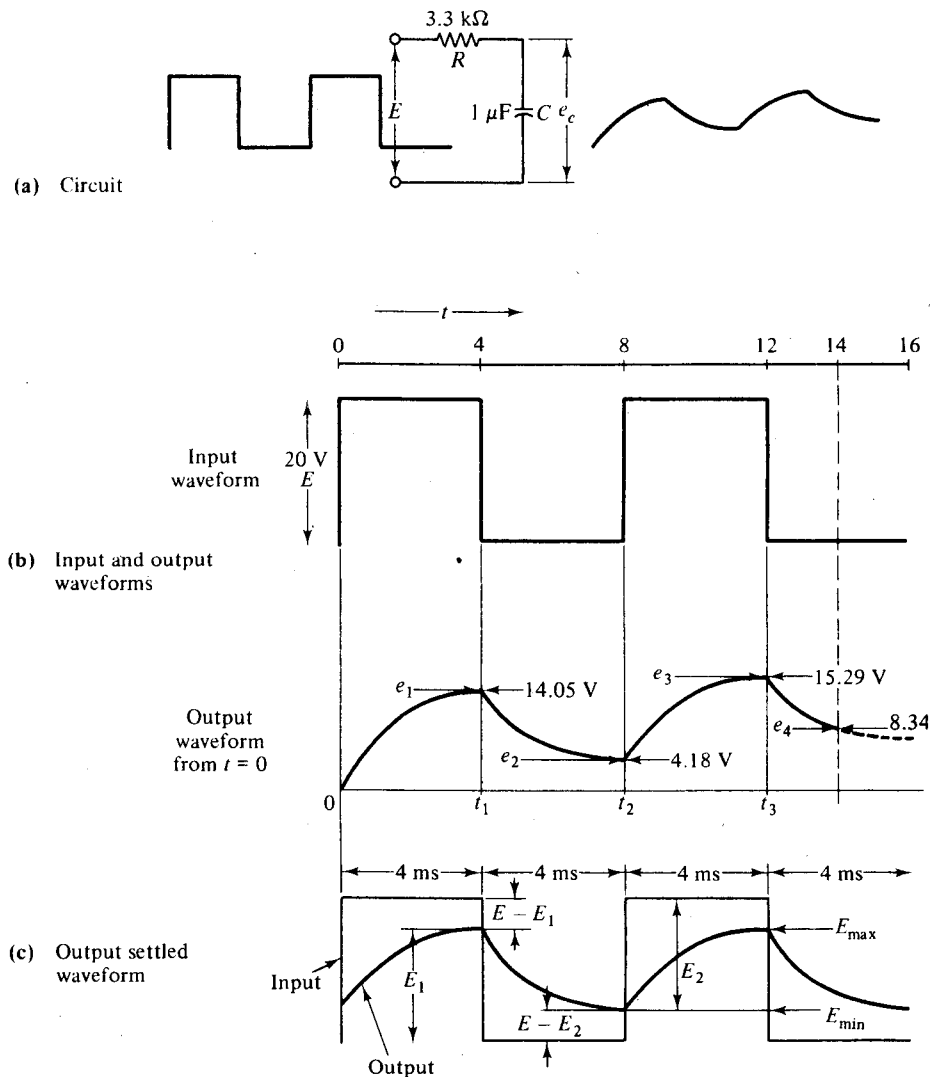 3.3 kΩ
R
E
1 μF
C
e_c
(a) Circuit
t
0 4 8 12 14 16
Input
waveform
20 V
E
(b) Input and output
waveforms
e_1 14.05 V
e_3 15.29 V
Output
waveform
from t = 0
e_2 4.18 V
e_4 8.34
0 t_1 t_2 t_3
4 ms 4 ms 4 ms 4 ms
E − E_1
E_max
(c) Output settled
waveform
Input
E_1
E_2
E − E_2
E_min
Output